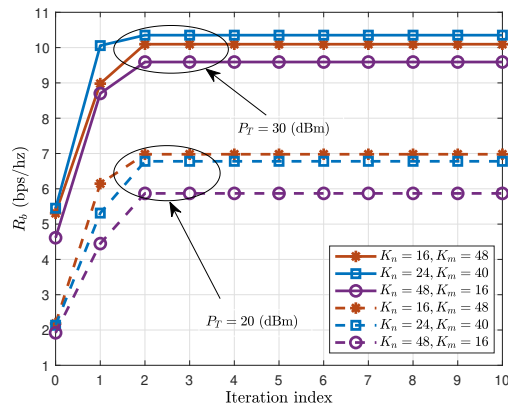 11
10
9
8
7
6
5
4
3
2
1
R_b (bps/hz)
P_T = 30 (dBm)
P_T = 20 (dBm)
K_n = 16, K_m = 48
K_n = 24, K_m = 40
K_n = 48, K_m = 16
K_n = 16, K_m = 48
K_n = 24, K_m = 40
K_n = 48, K_m = 16
0 1 2 3 4 5 6 7 8 9 10
Iteration index